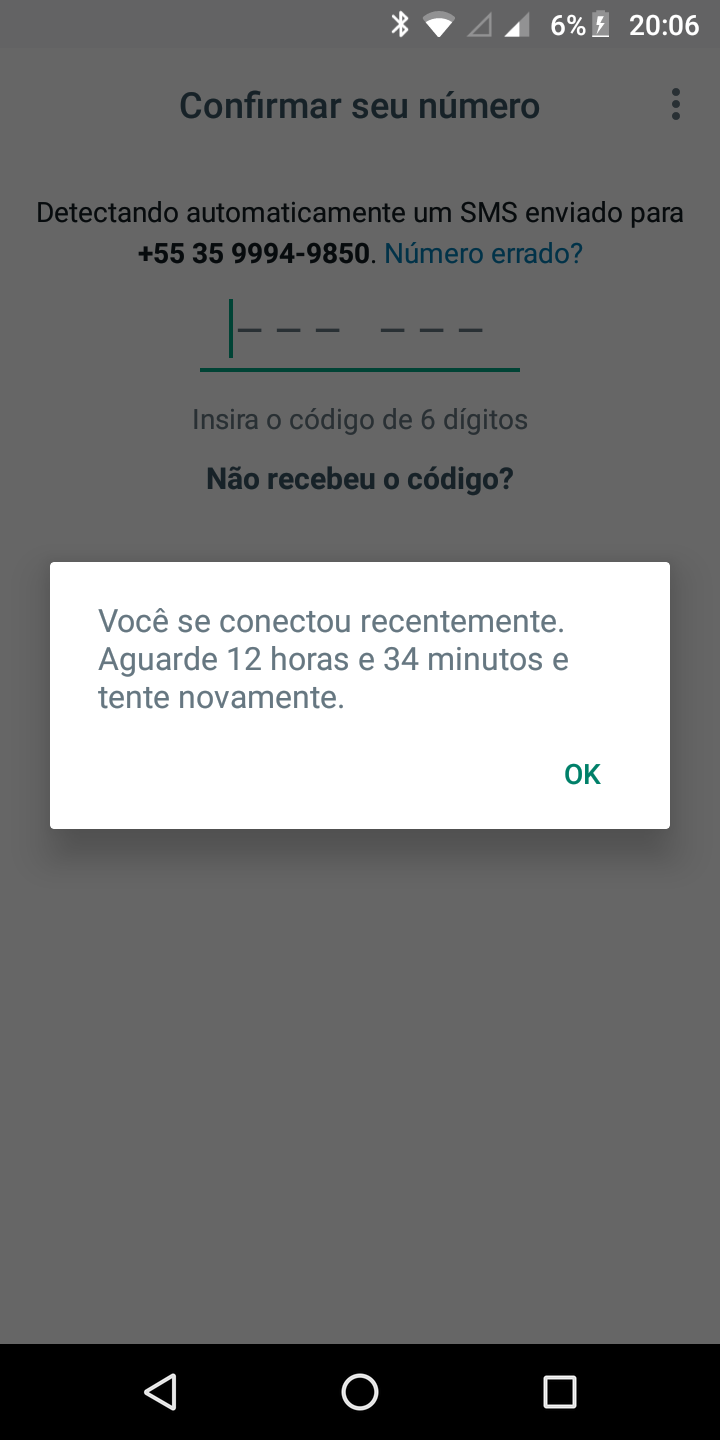 6% 20:06
Confirmar seu número
Detectando automaticamente um SMS enviado para
+55 35 9994-9850. Número errado?
Insira o código de 6 dígitos
Não recebeu o código?
Você se conectou recentemente.
Aguarde 12 horas e 34 minutos e
tente novamente.
OK